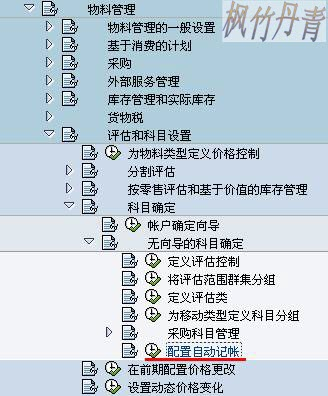 枫竹丹青
物料管理
物料管理的一般设置
基于消费的计划
采购
外部服务管理
库存管理和实际库存
货物税
评估和科目设置
为物料类型定义价格控制
分割评估
按零售评估和基于价值的库存管理
科目确定
帐户确定向导
无向导的科目确定
定义评估控制
将评估范围群集分组
定义评估类
为移动类型定义科目分组
采购科目管理
配置自动记帐
在前期配置价格更改
设置动态价格变化